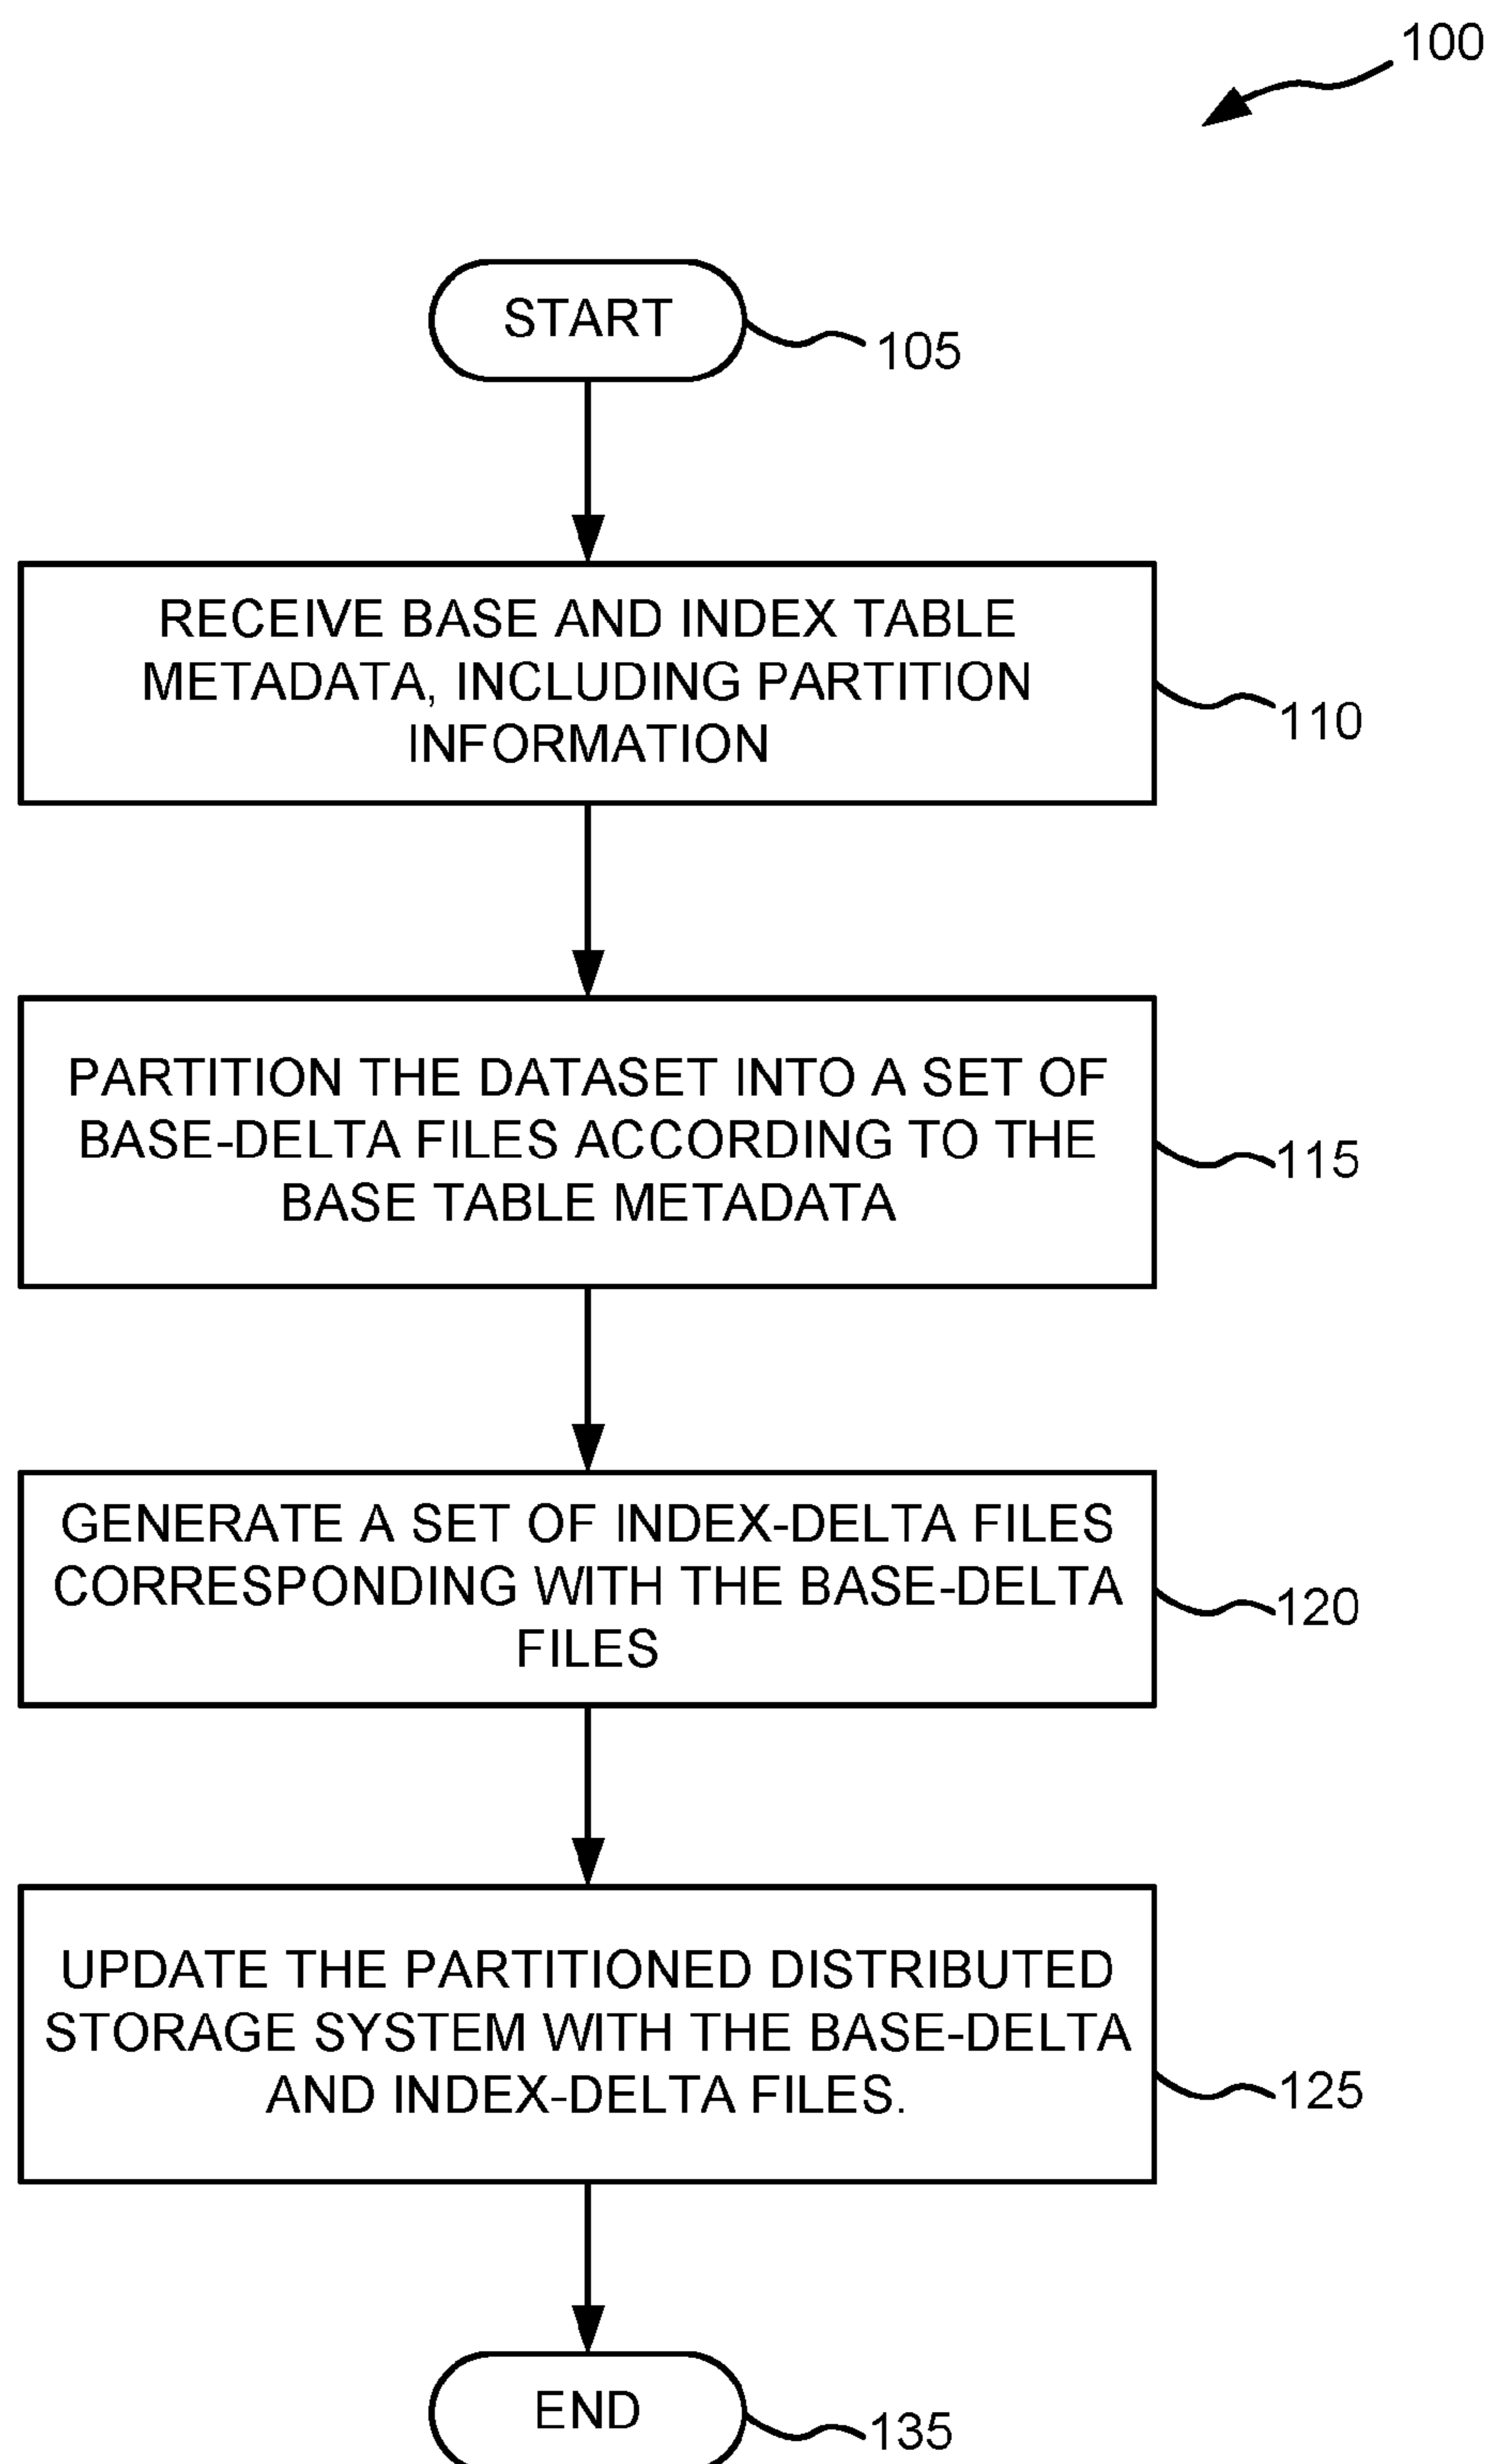 100
START
105
RECEIVE BASE AND INDEX TABLE
METADATA, INCLUDING PARTITION
INFORMATION
110
PARTITION THE DATASET INTO A SET OF
BASE-DELTA FILES ACCORDING TO THE
BASE TABLE METADATA
115
GENERATE A SET OF INDEX-DELTA FILES
CORRESPONDING WITH THE BASE-DELTA
FILES
120
UPDATE THE PARTITIONED DISTRIBUTED
STORAGE SYSTEM WITH THE BASE-DELTA
AND INDEX-DELTA FILES.
125
END
135